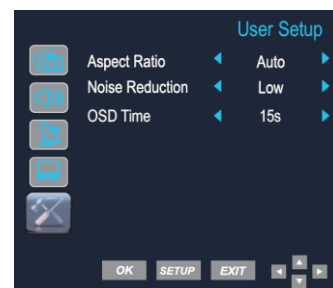 User Setup
Aspect Ratio Auto
Noise Reduction Low
OSD Time 15s
OK SETUP EXIT